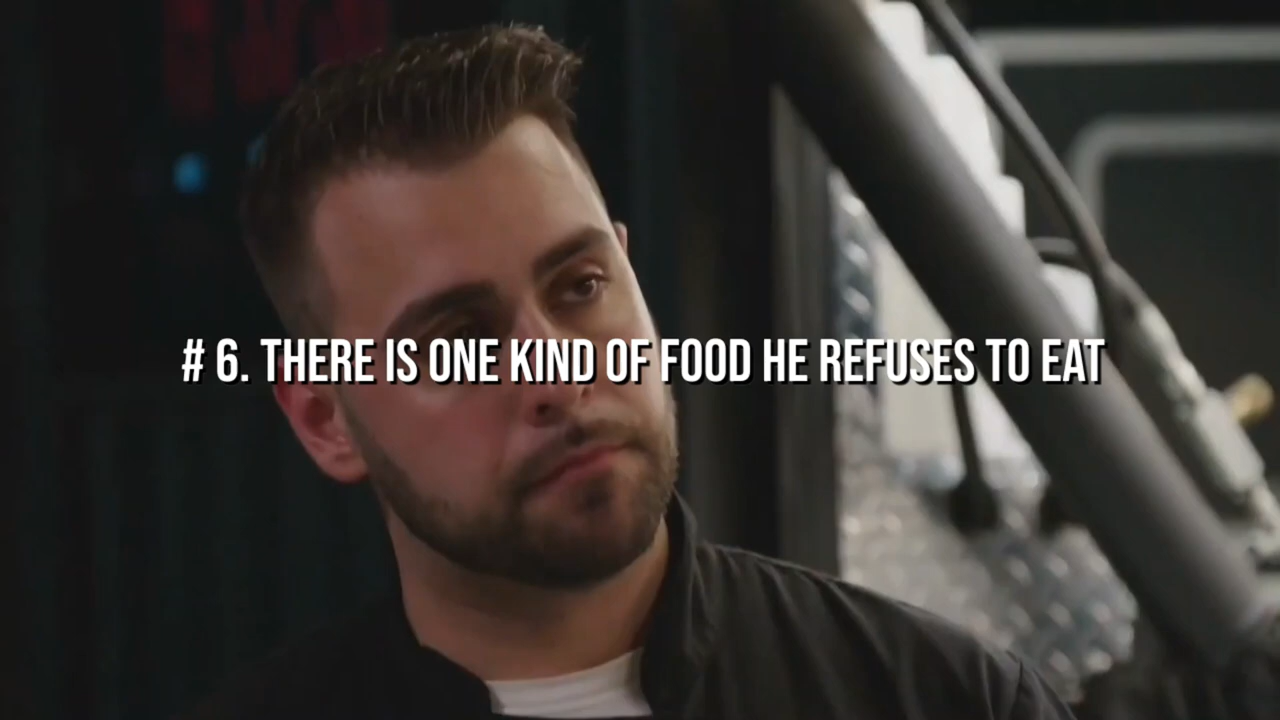 # 6. THERE IS ONE KIND OF FOOD HE REFUSES TO EAT